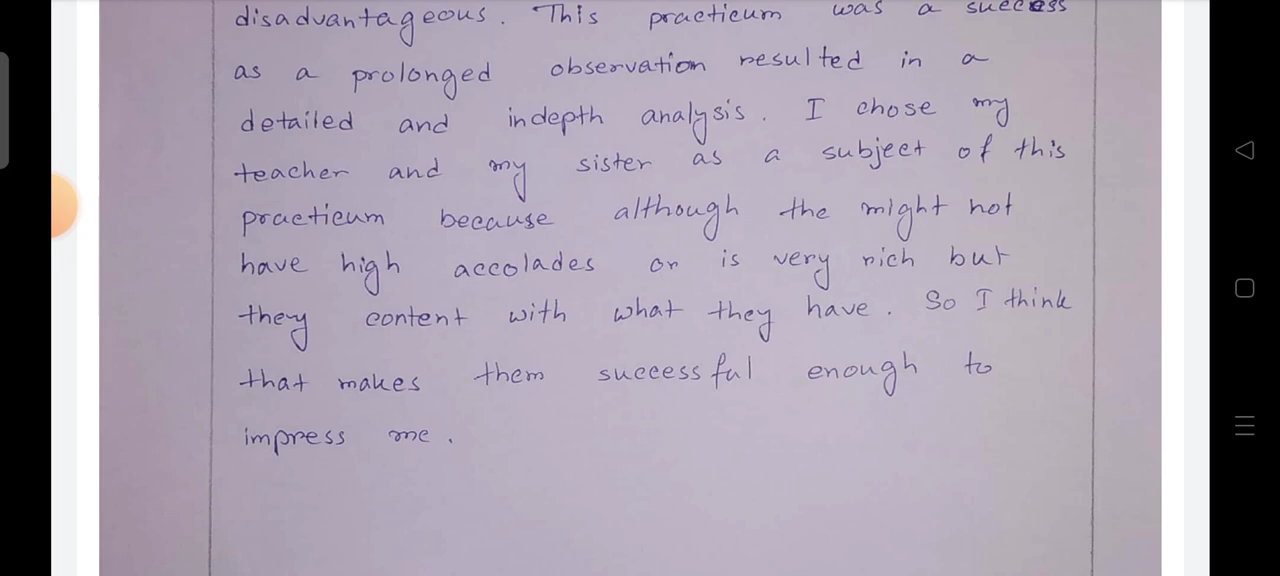 disadvantageous. This practicum was a success
as a prolonged observation resulted in a
detailed and indepth analysis. I chose my
teacher and my sister as a subject of this
practicum because although the might not
have high accolades or is very rich but
they content with what they have. So I think
that makes them successful enough to
impress me.